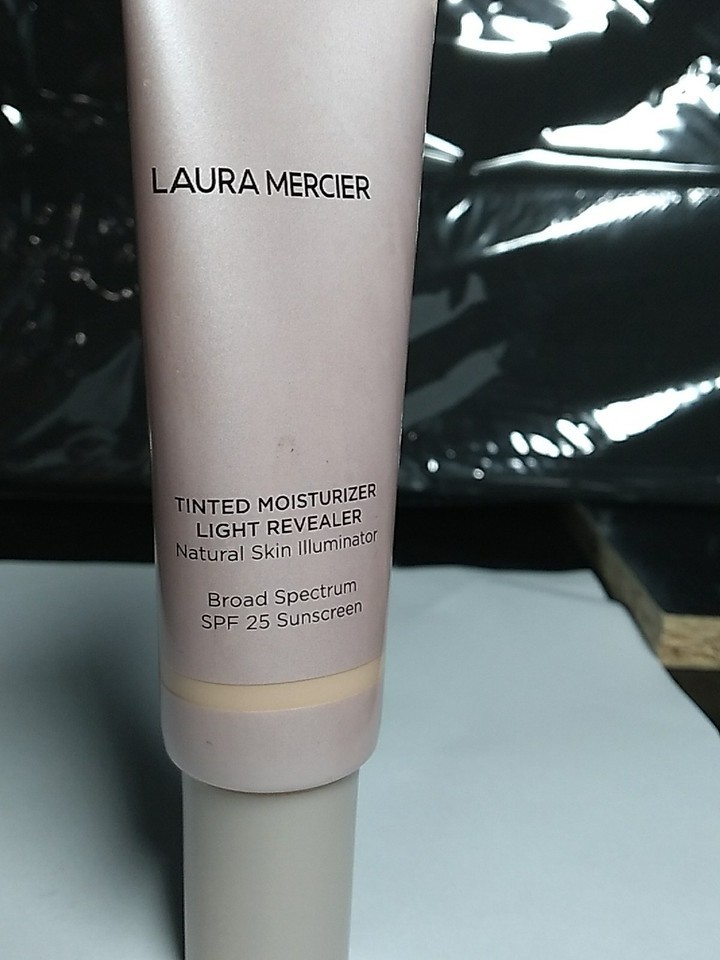 LAURA MERCIER
TINTED MOISTURIZER
LIGHT REVEALER
Natural Skin Illuminator
Broad Spectrum
SPF 25 Sunscreen